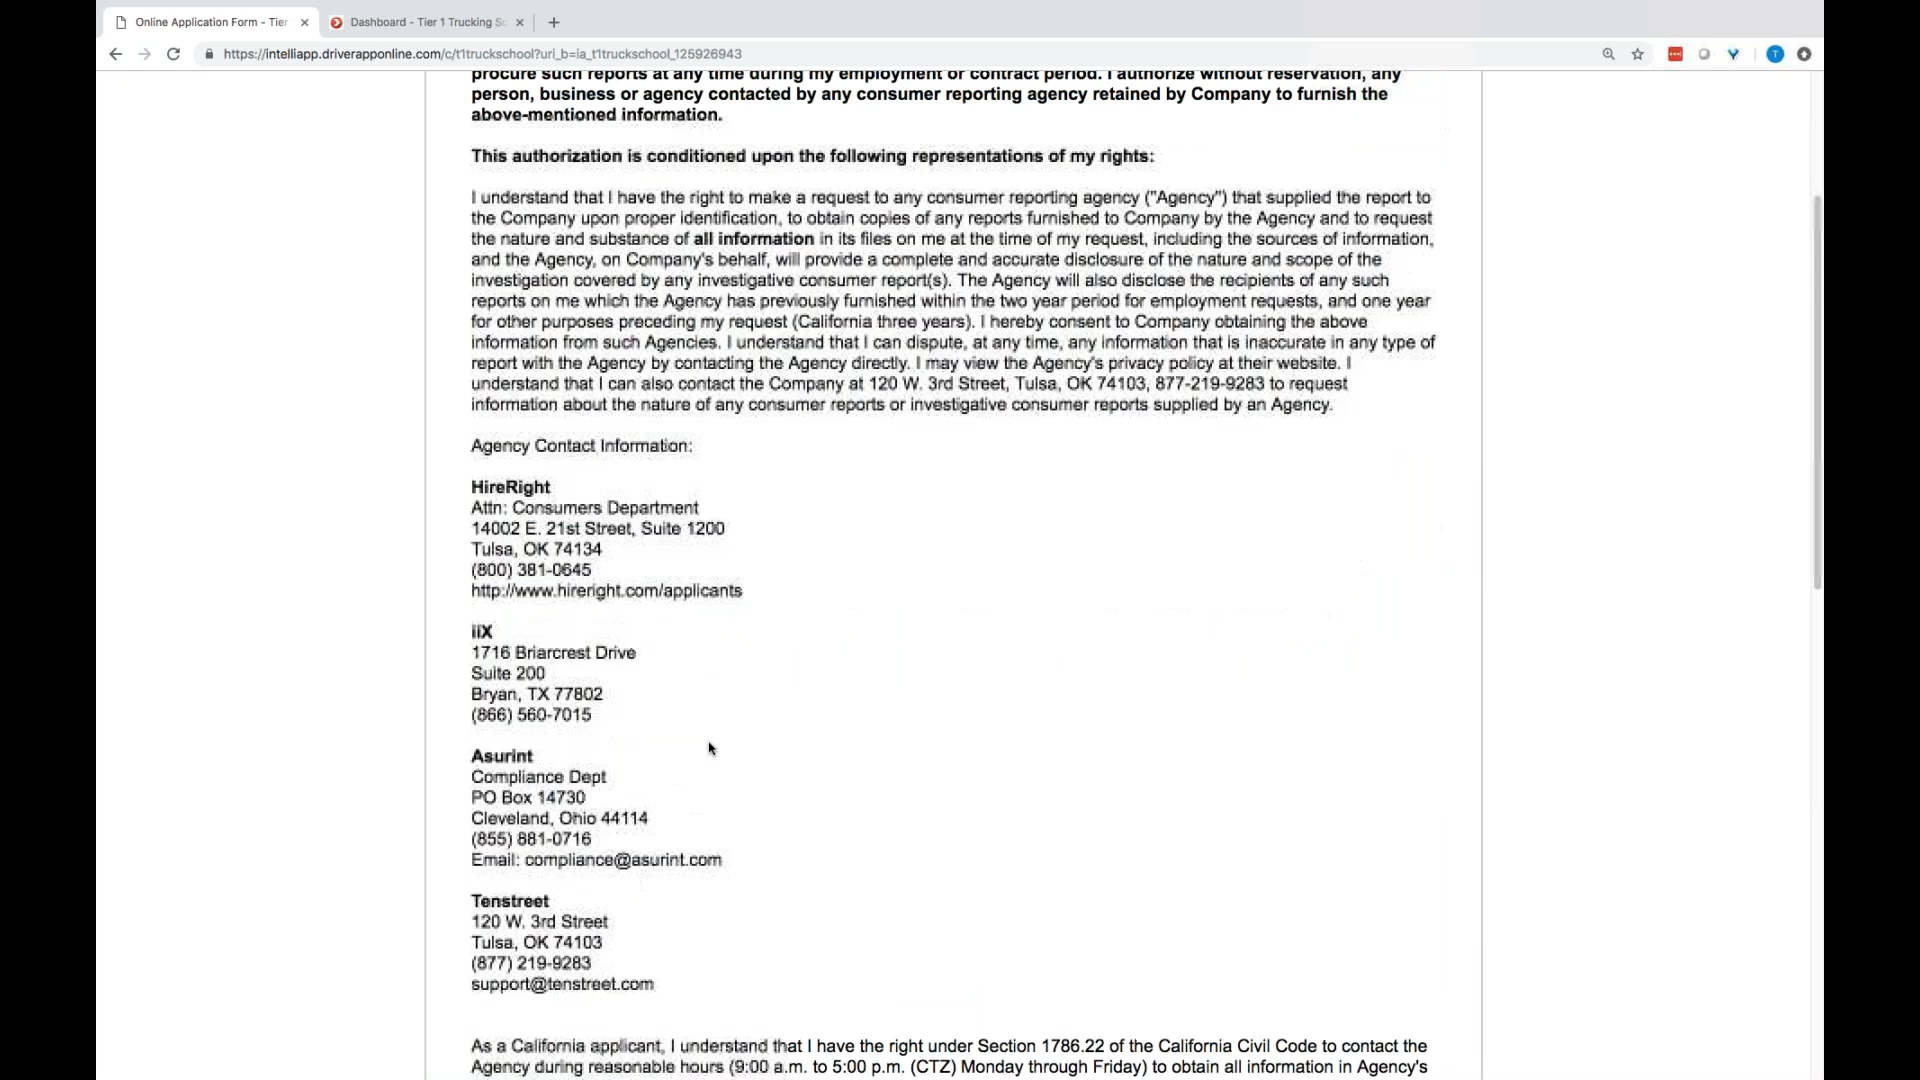 Online Application Form - Tier
Dashboard - Tier 1 Trucking Sc
https://intelliapp.driverapponline.com/c/t1truckschool?uri_b=ia_t1truckschool_125926943
T
procure such reports at any time during my employment or contract period. I authorize without reservation, any
person, business or agency contacted by any consumer reporting agency retained by Company to furnish the
above-mentioned information.
This authorization is conditioned upon the following representations of my rights:
I understand that I have the right to make a request to any consumer reporting agency ("Agency") that supplied the report to
the Company upon proper identification, to obtain copies of any reports furnished to Company by the Agency and to request
the nature and substance of all information in its files on me at the time of my request, including the sources of information,
and the Agency, on Company's behalf, will provide a complete and accurate disclosure of the nature and scope of the
investigation covered by any investigative consumer report(s). The Agency will also disclose the recipients of any such
reports on me which the Agency has previously furnished within the two year period for employment requests, and one year
for other purposes preceding my request (California three years). I hereby consent to Company obtaining the above
information from such Agencies. I understand that I can dispute, at any time, any information that is inaccurate in any type of
report with the Agency by contacting the Agency directly. I may view the Agency's privacy policy at their website. I
understand that I can also contact the Company at 120 W. 3rd Street, Tulsa, OK 74103, 877-219-9283 to request
information about the nature of any consumer reports or investigative consumer reports supplied by an Agency.
Agency Contact Information:
HireRight
Attn: Consumers Department
14002 E. 21st Street, Suite 1200
Tulsa, OK 74134
(800) 381-0645
http://www.hireright.com/applicants
iiX
1716 Briarcrest Drive
Suite 200
Bryan, TX 77802
(866) 560-7015
Asurint
Compliance Dept
PO Box 14730
Cleveland, Ohio 44114
(855) 881-0716
Email: compliance@asurint.com
Tenstreet
120 W. 3rd Street
Tulsa, OK 74103
(877) 219-9283
support@tenstreet.com
As a California applicant, I understand that I have the right under Section 1786.22 of the California Civil Code to contact the
Agency during reasonable hours (9:00 a.m. to 5:00 p.m. (CTZ) Monday through Friday) to obtain all information in Agency's